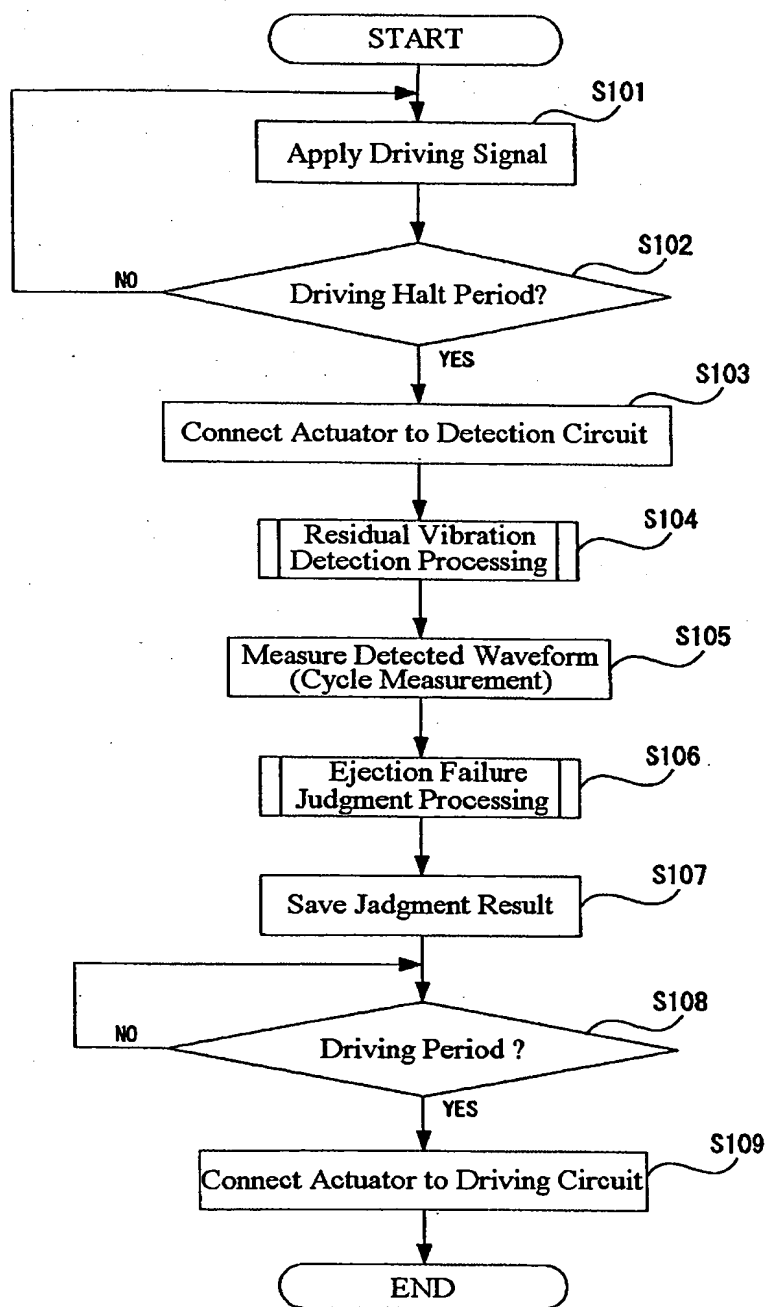 START
S101
Apply Driving Signal
S102
Driving Halt Period?
NO
YES
S103
Connect Actuator to Detection Circuit
S104
Residual Vibration
Detection Processing
S105
Measure Detected Waveform
(Cycle Measurement)
S106
Ejection Failure
Judgment Processing
S107
Save Jadgment Result
S108
Driving Period ?
NO
YES
S109
Connect Actuator to Driving Circuit
END